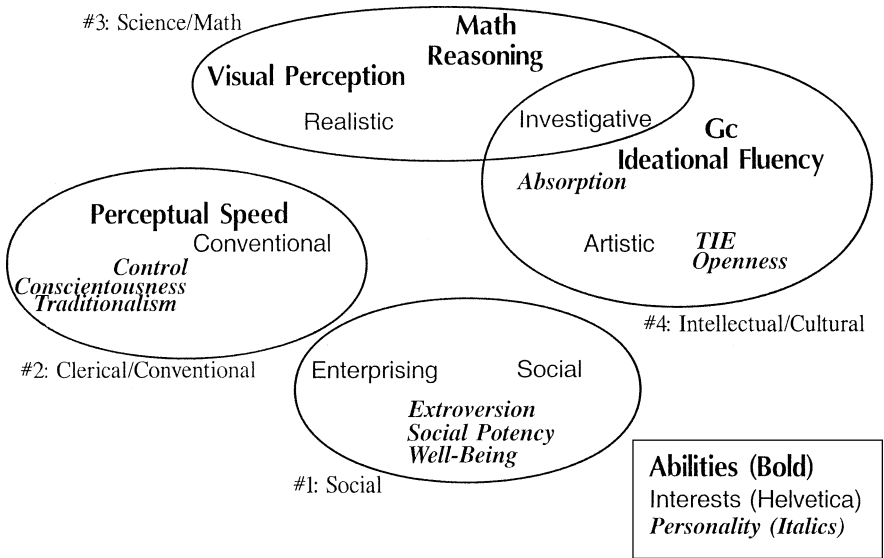 #3: Science/Math
Math
Reasoning
Visual Perception
Realistic
Investigative
Gc
Ideational Fluency
Absorption
Artistic
TIE
Openness
#4: Intellectual/Cultural
Perceptual Speed
Conventional
Control
Conscientousness
Traditionalism
#2: Clerical/Conventional
Enterprising
Social
Extroversion
Social Potency
Well-Being
#1: Social
Abilities (Bold)
Interests (Helvetica)
Personality (Italics)